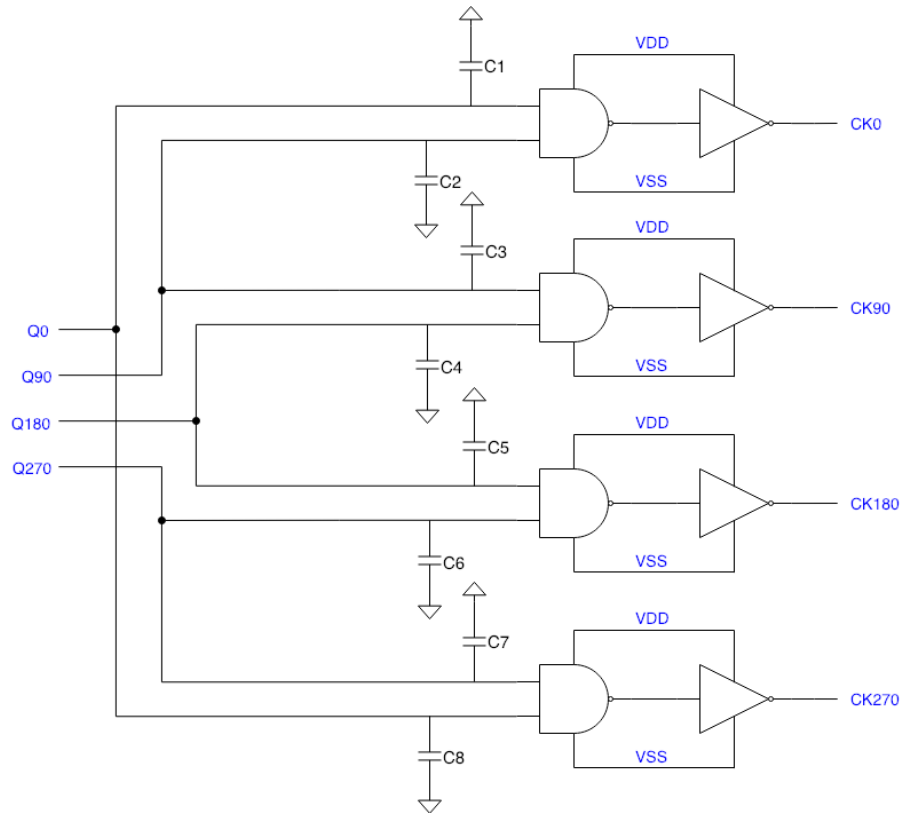 C1
VDD
CK0
C2
VSS
C3
VDD
Q0
CK90
C4
Q90
VSS
Q180
C5
VDD
Q270
CK180
C6
VSS
C7
VDD
CK270
C8
VSS